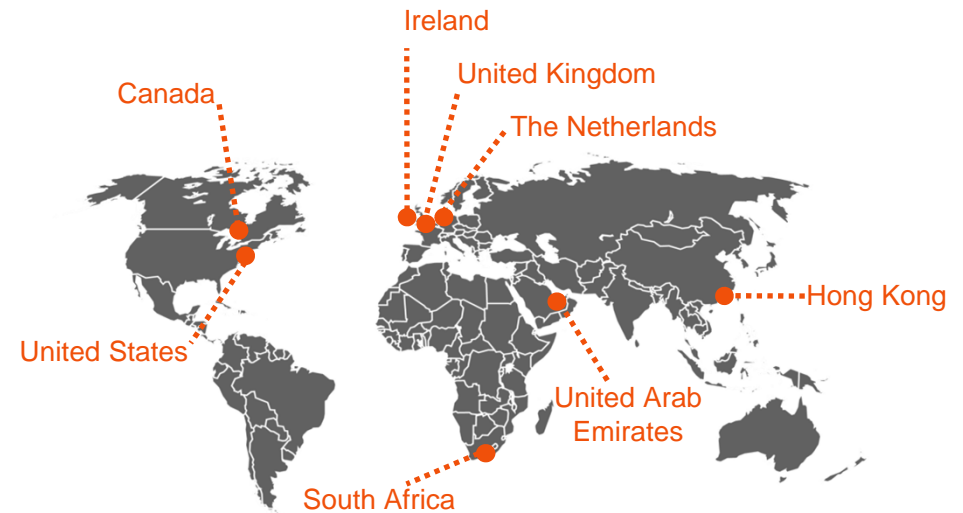 Ireland
United Kingdom
Canada
The Netherlands
Hong Kong
United States
United Arab
Emirates
South Africa